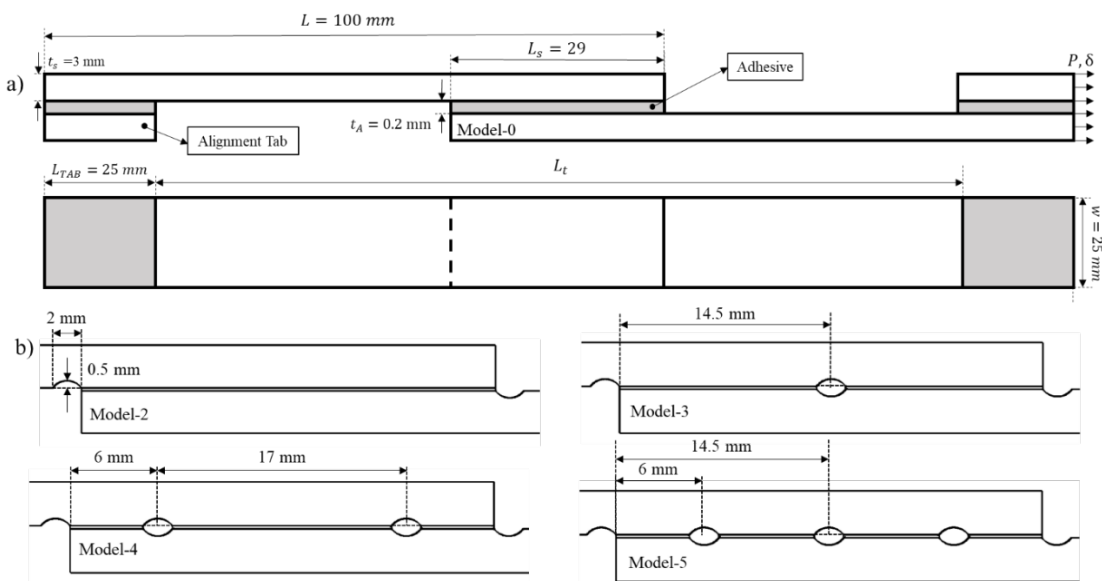 L = 100 mm
L_s = 29
t_s =3 mm
Adhesive
P, δ
a)
t_A = 0.2 mm
Model-0
Alignment Tab
L_TAB = 25 mm
L_t
w = 25 mm
2 mm
14.5 mm
b)
0.5 mm
Model-2
Model-3
6 mm
17 mm
14.5 mm
6 mm
Model-4
Model-5